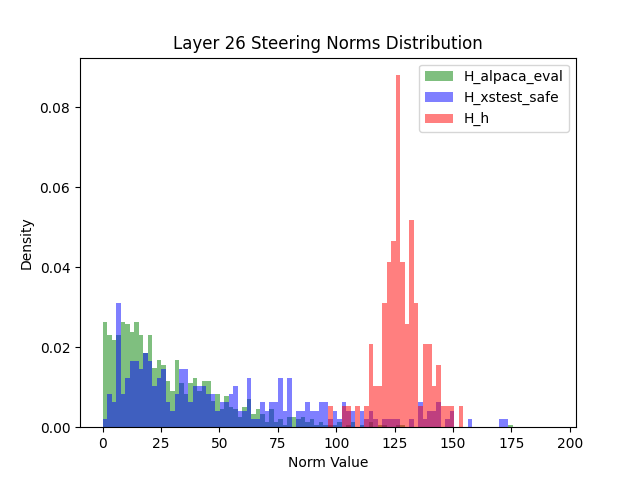 Layer 26 Steering Norms Distribution
H_alpaca_eval
H_xstest_safe
H_h
Density
0.08
0.06
0.04
0.02
0.00
0 25 50 75 100 125 150 175 200
Norm Value